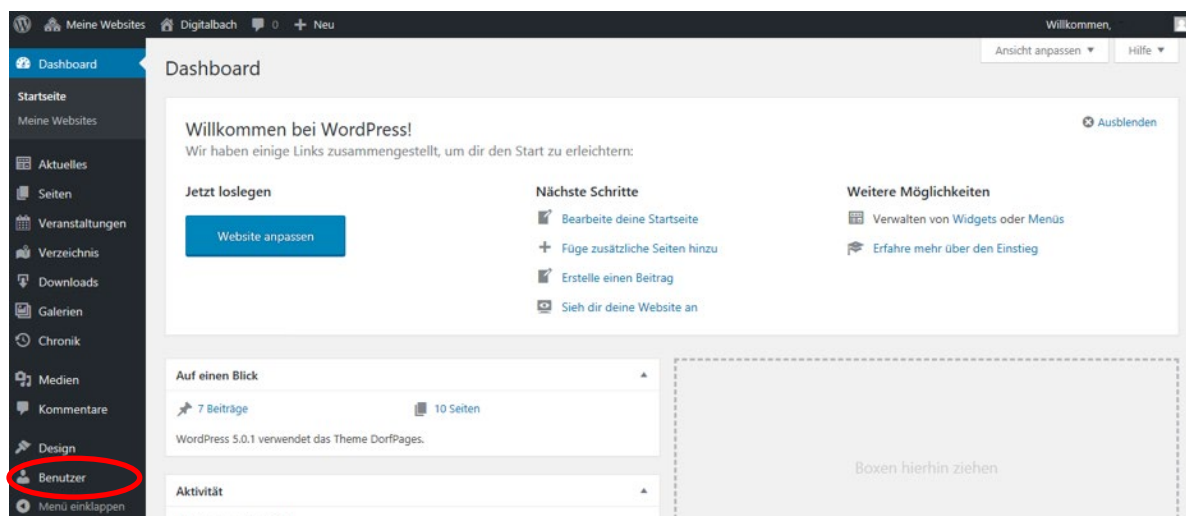 Meine Websites Digitalbach 0 + Neu Willkommen,
Ansicht anpassen ▼ Hilfe ▼
Dashboard
Startseite
Meine Websites
Aktuelles
Seiten
Veranstaltungen
Verzeichnis
Downloads
Galerien
Chronik
Medien
Kommentare
Design
Benutzer
Menü einklappen
Dashboard
Willkommen bei WordPress!
Wir haben einige Links zusammengestellt, um dir den Start zu erleichtern:
Ausblenden
Jetzt loslegen
Website anpassen
Nächste Schritte
Bearbeite deine Startseite
Füge zusätzliche Seiten hinzu
Erstelle einen Beitrag
Sieh dir deine Website an
Weitere Möglichkeiten
Verwalten von Widgets oder Menüs
Erfahre mehr über den Einstieg
Auf einen Blick
7 Beiträge 10 Seiten
WordPress 5.0.1 verwendet das Theme DorfPages.
Aktivität
Boxen hierhin ziehen